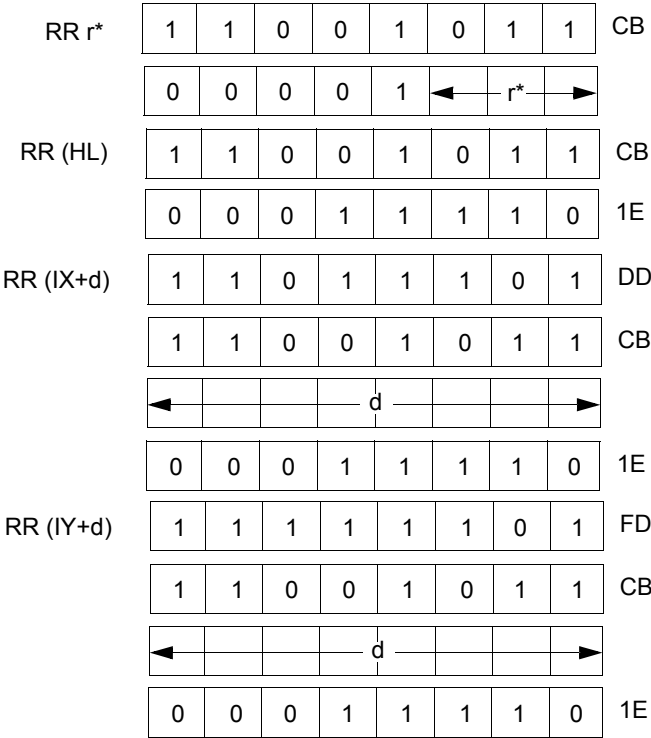 RR r* 1 1 0 0 1 0 1 1 CB
0 0 0 0 1 r*
RR (HL) 1 1 0 0 1 0 1 1 CB
0 0 0 1 1 1 1 0 1E
RR (IX+d) 1 1 0 1 1 1 0 1 DD
1 1 0 0 1 0 1 1 CB
d
0 0 0 1 1 1 1 0 1E
RR (IY+d) 1 1 1 1 1 1 0 1 FD
1 1 0 0 1 0 1 1 CB
d
0 0 0 1 1 1 1 0 1E